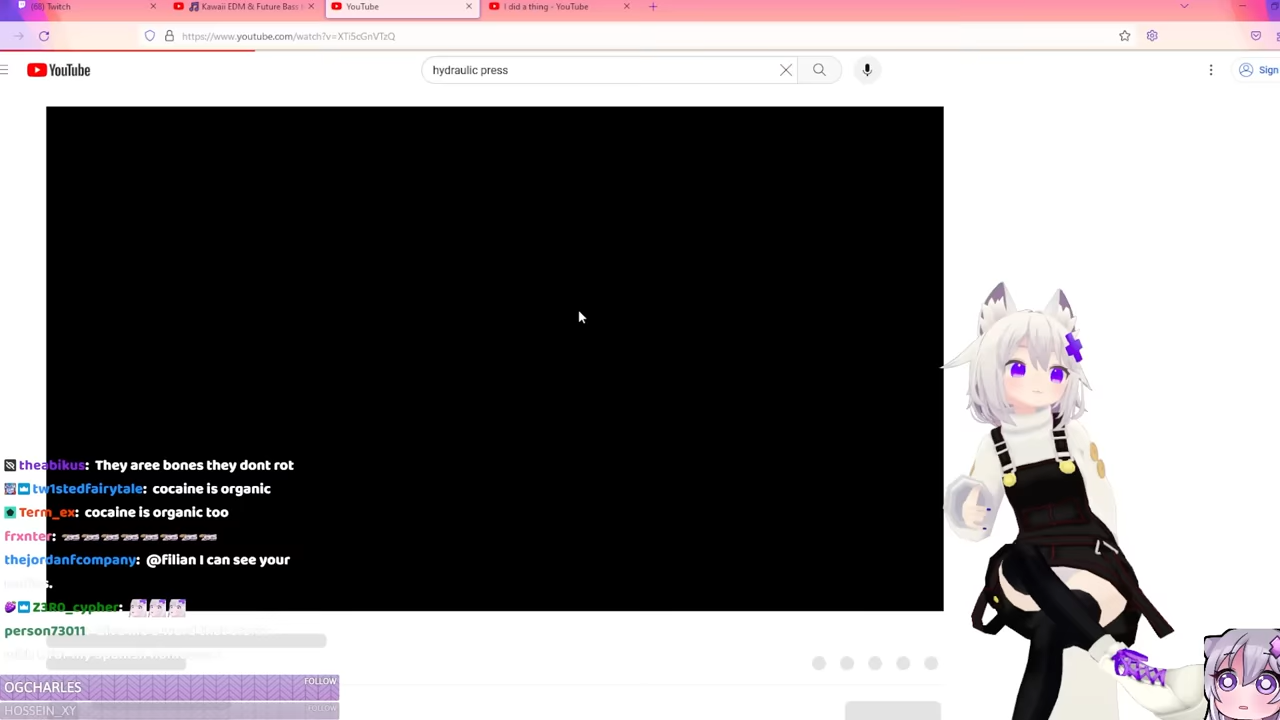 (60) Twitch
Kawaii EDM & Future Bass
YouTube
I did a thing - YouTube
https://www.youtube.com/watch?v=XTi5cGnVTzQ
YouTube
hydraulic press
Sign
theabikus: They aree bones they dont rot
tw1stedfairytale: cocaine is organic
Term_ex: cocaine is organic too
frxnter:
thejordanfcompany: @filian I can see your
Z3R0_cypher:
person73011
OGCHARLES
FOLLOW
HOSSEIN_XY
FOLLOW